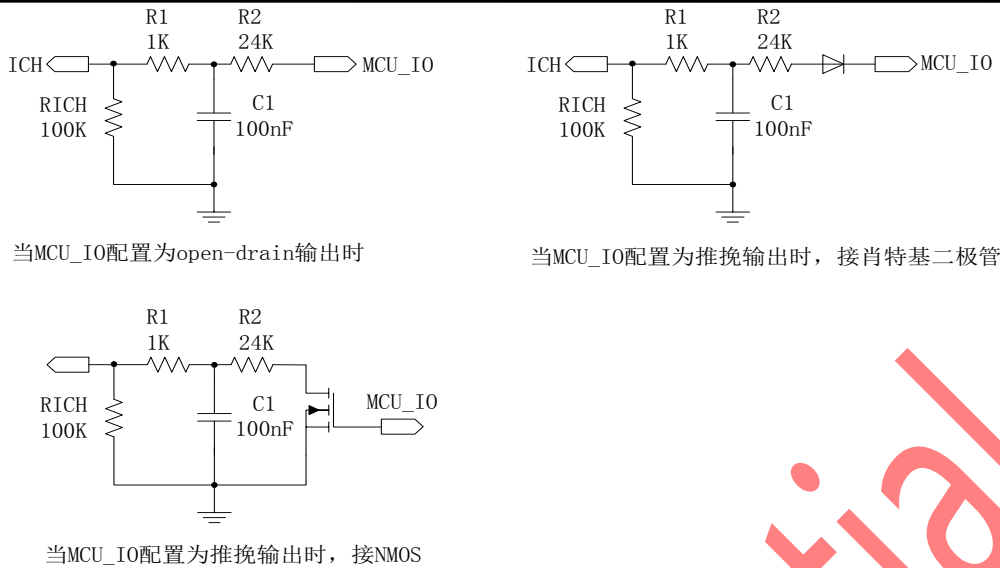 R1 R2
1K 24K
ICH MCU_IO
RICH
100K
C1
100nF
当MCU_IO配置为open-drain输出时
R1 R2
1K 24K
ICH MCU_IO
RICH
100K
C1
100nF
当MCU_IO配置为推挽输出时，接肖特基二极管
R1 R2
1K 24K
RICH
100K
C1
100nF
MCU_IO
当MCU_IO配置为推挽输出时，接NMOS
tial